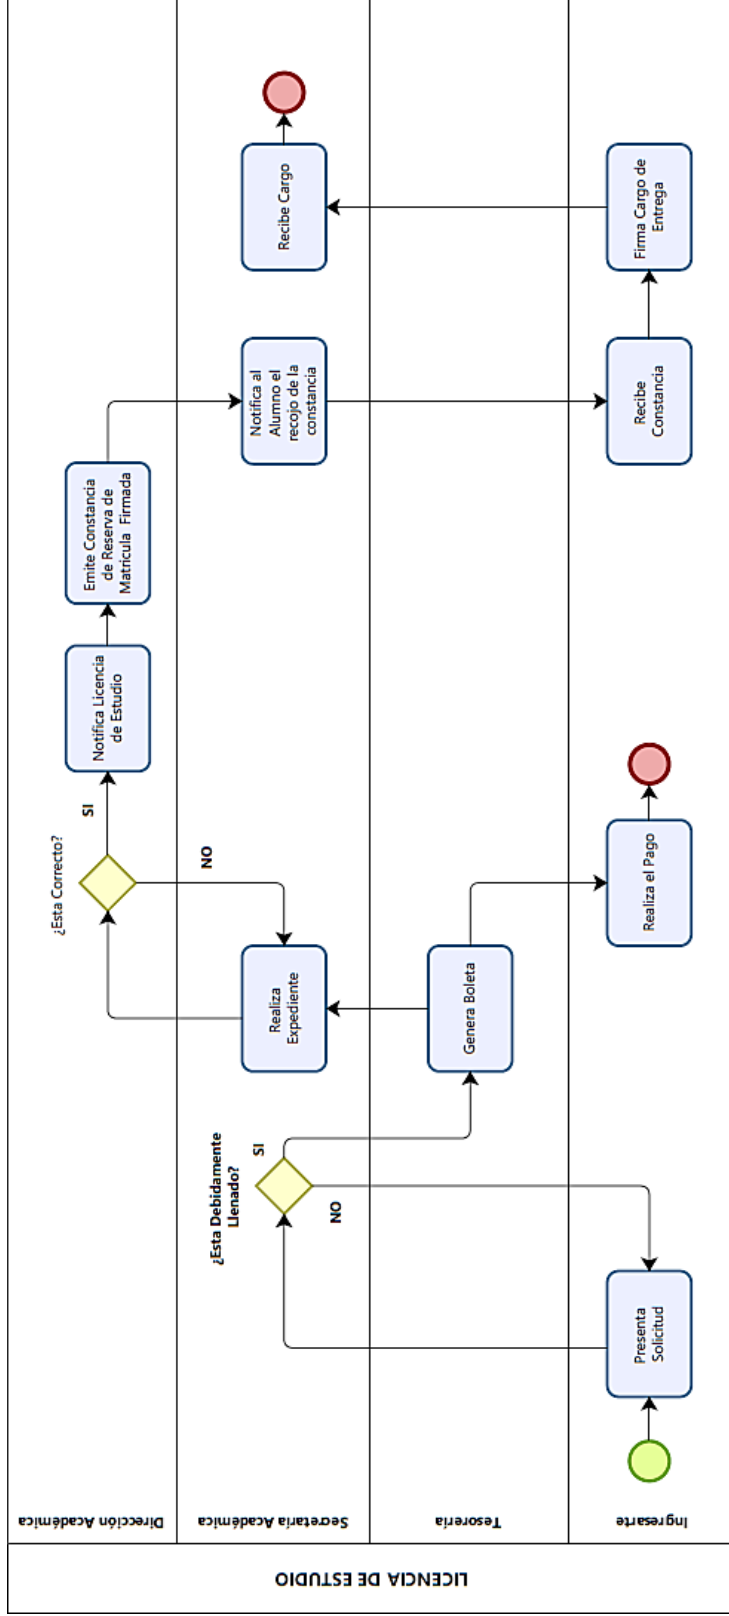 LICENCIA DE ESTUDIO
Dirección Académica
¿Esta Correcto?
SI
NO
Notifica Licencia
de Estudio
Emite Constancia
de Reserva de
Matricula Firmada
Secretaría Académica
¿Esta Debidamente
Llenado?
SI
NO
Realiza
Expediente
Notifica al
Alumno el
recojo de la
constancia
Recibe Cargo
Tesorería
Genera Boleta
Ingresarte
Presenta
Solicitud
Realiza el Pago
Recibe
Constancia
Firma Cargo de
Entrega